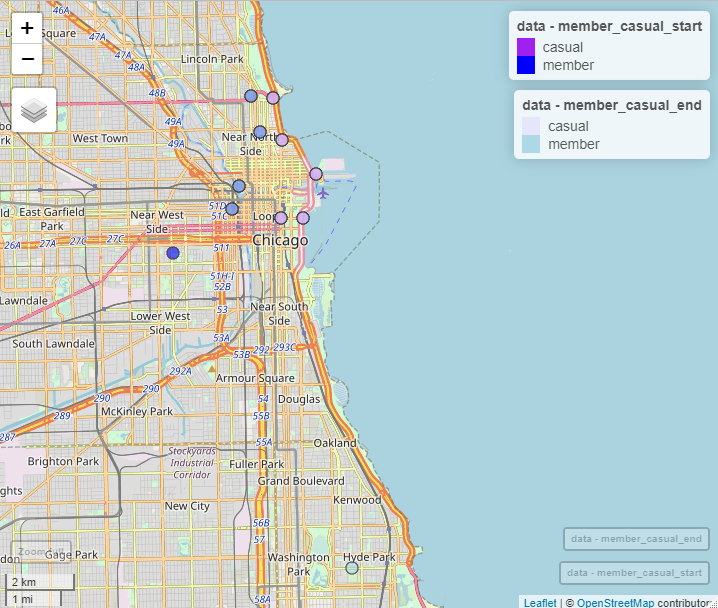 46A
47A
Lo
Square
+
Lincoln Park
47A
−
48A
48B
49A
West Town
Near North
Side
49A
rk
51D
East Garfield
Park
Near West
Side
51C
Loop
ld
26A
27A
27C
27C
511
Chicago
51H-I
52B
Lawndale
Near South
Side
53
Lower West
Side
South Lawndale
53A
53B
292
293C
292A
Armour Square
290
290
54
Douglas
McKinley Park
289
55B
287
55A
Oakland
Brighton Park
Stockyards
Industrial
Corridor
Fuller Park
Grand Boulevard
ghts
New City
Kenwood
56B
57
Gage Park
Washington
Park
Hyde Park
don
2 km
1 mi
58A
data - member_casual_start
casual
member
data - member_casual_end
casual
member
data - member_casual_end
data - member_casual_start
Leaflet | © OpenStreetMap contributor